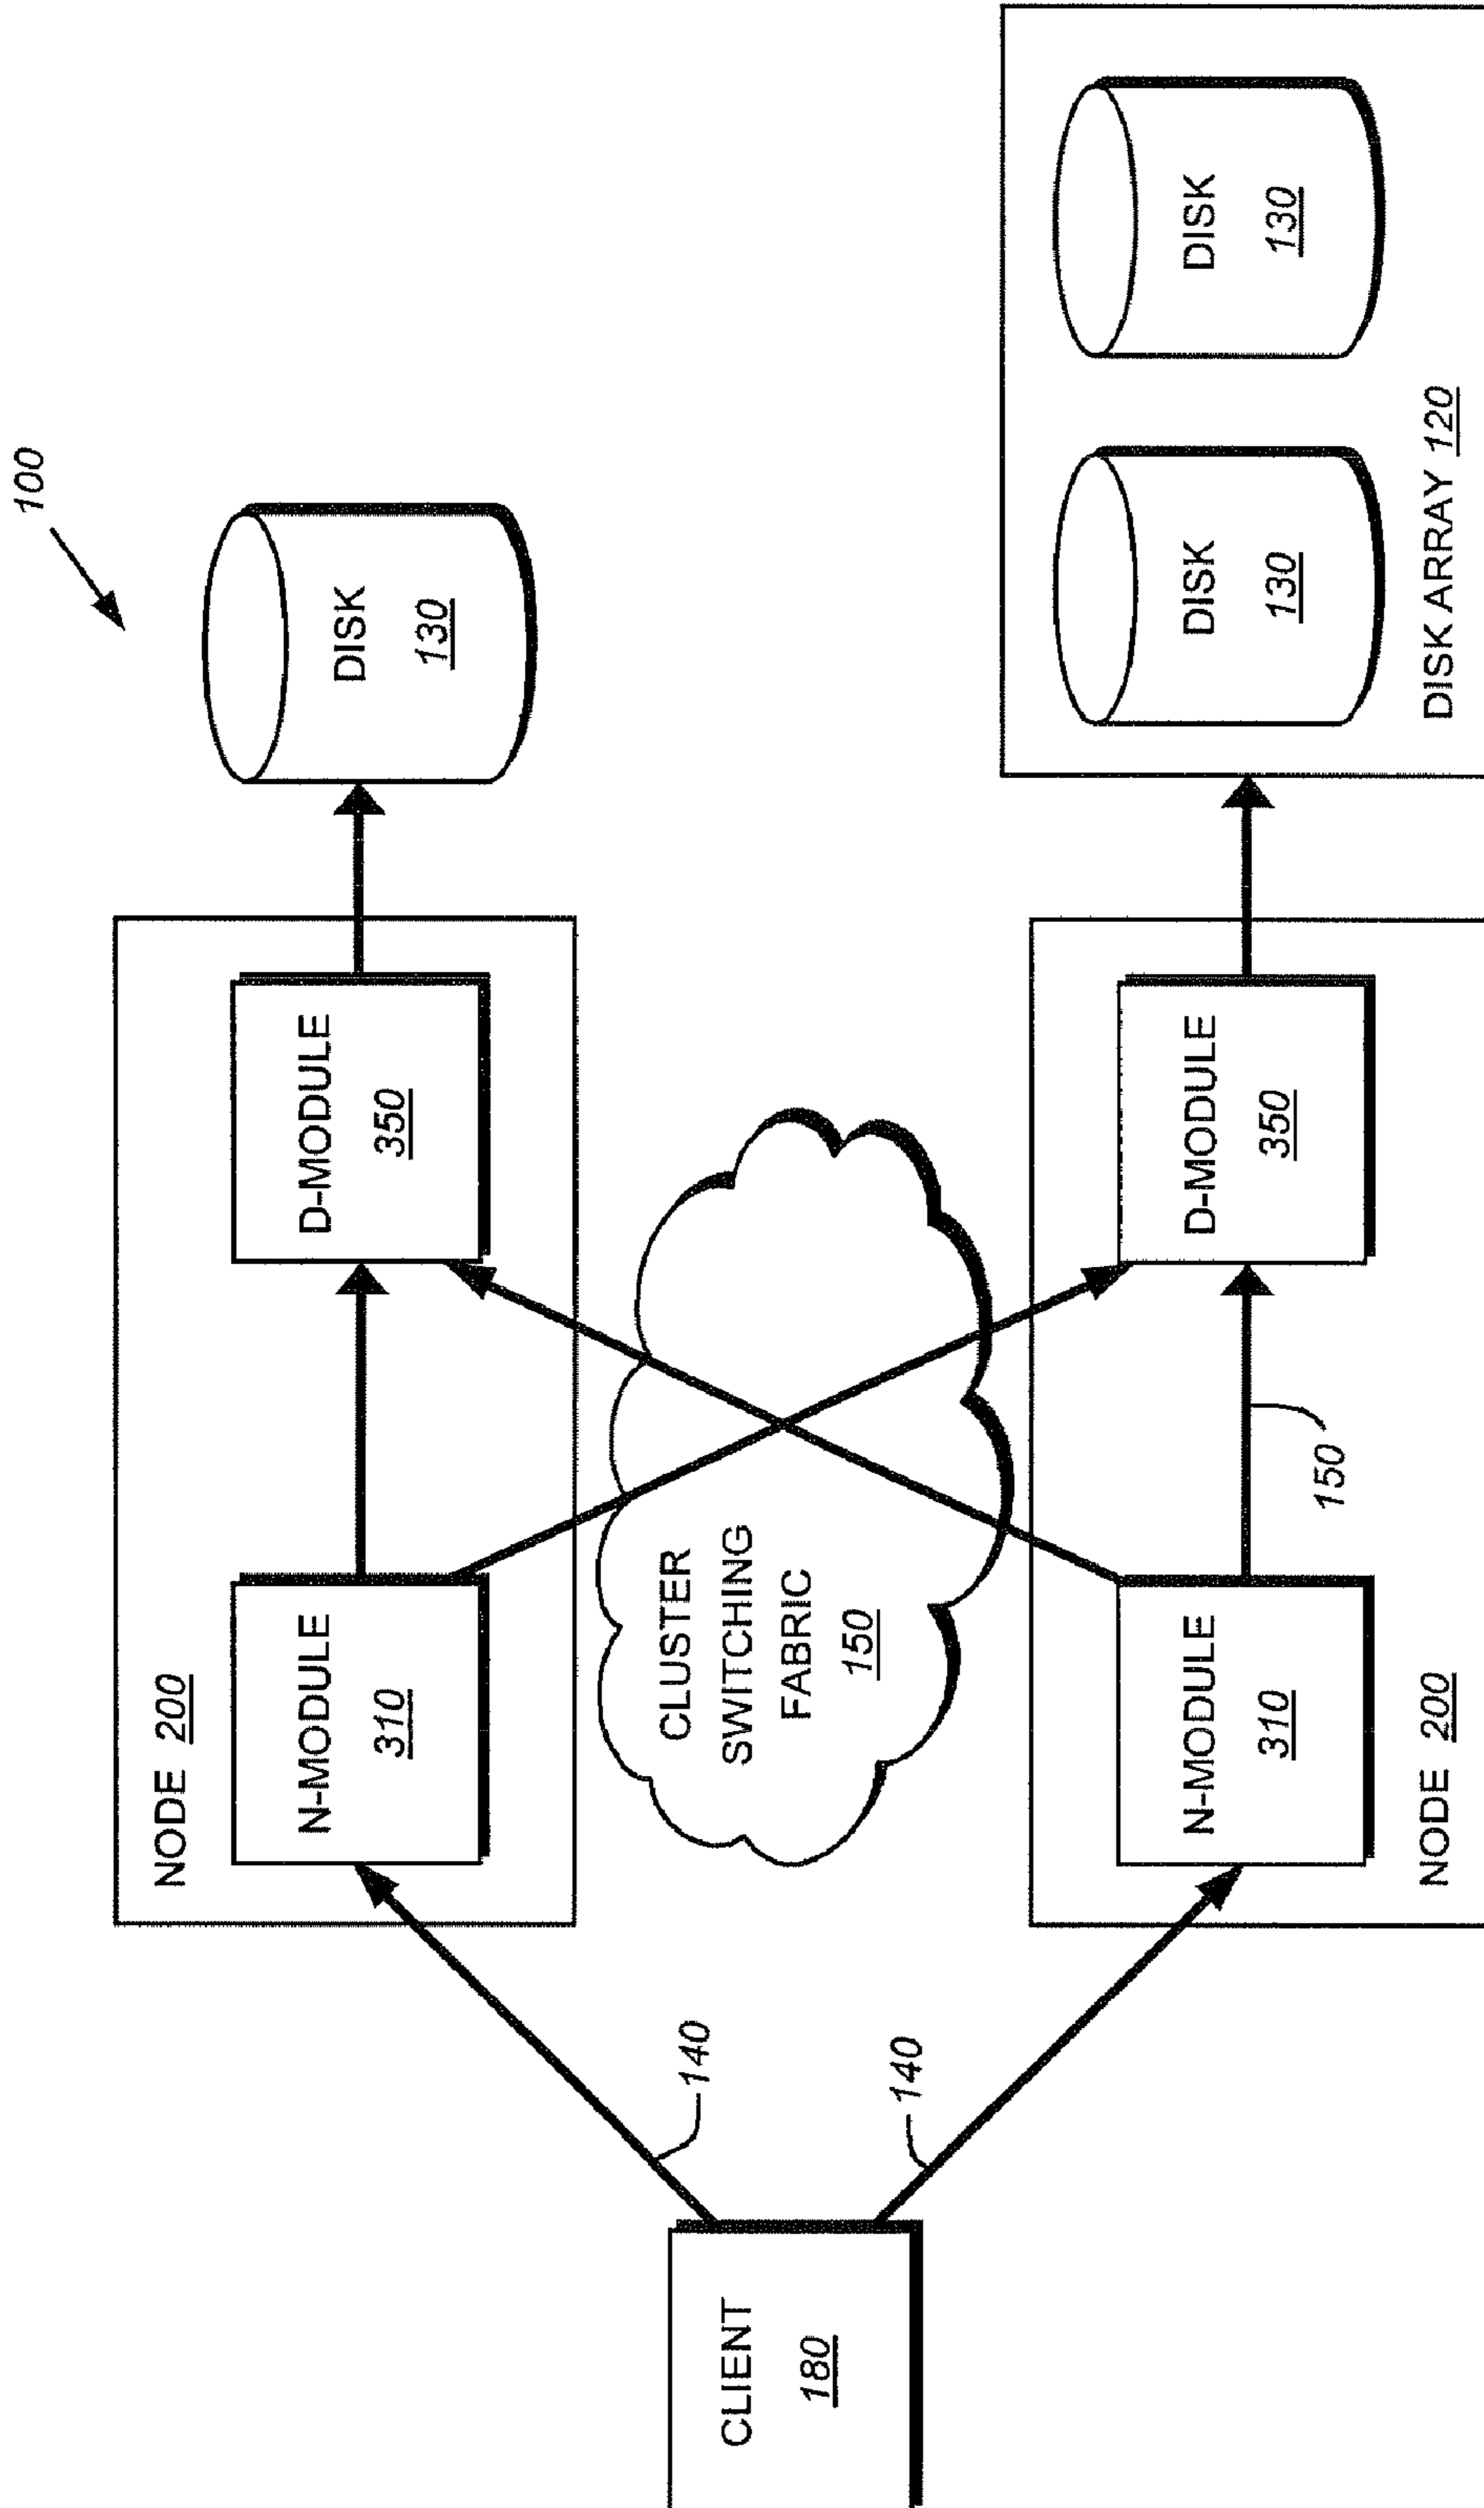 100
NODE 200
N-MODULE
310
D-MODULE
350
DISK
130
CLIENT
180
140
140
CLUSTER
SWITCHING
FABRIC
150
N-MODULE
310
D-MODULE
350
150
NODE 200
DISK
130
DISK
130
DISK ARRAY 120